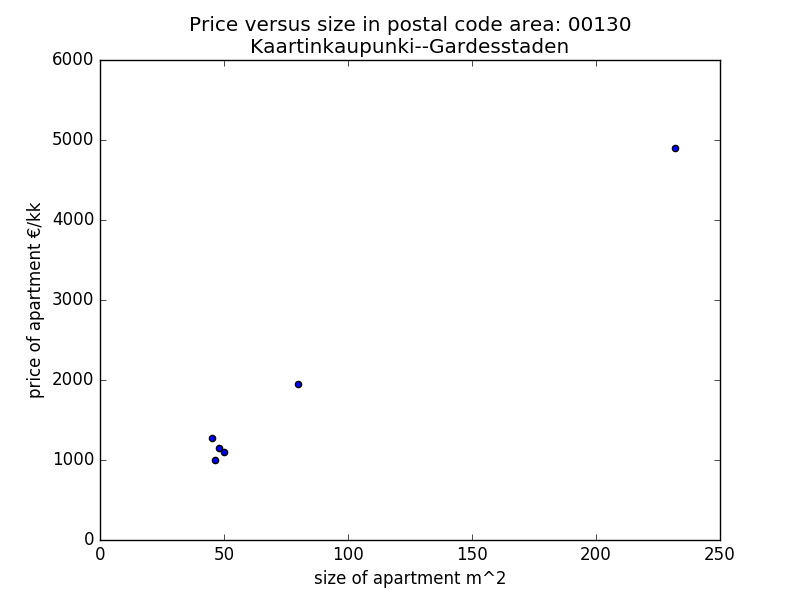 Price versus size in postal code area: 00130
Kaartinkaupunki--Gardesstaden
6000
5000
4000
3000
2000
1000
0
price of apartment €/kk
0 50 100 150 200 250
size of apartment m^2